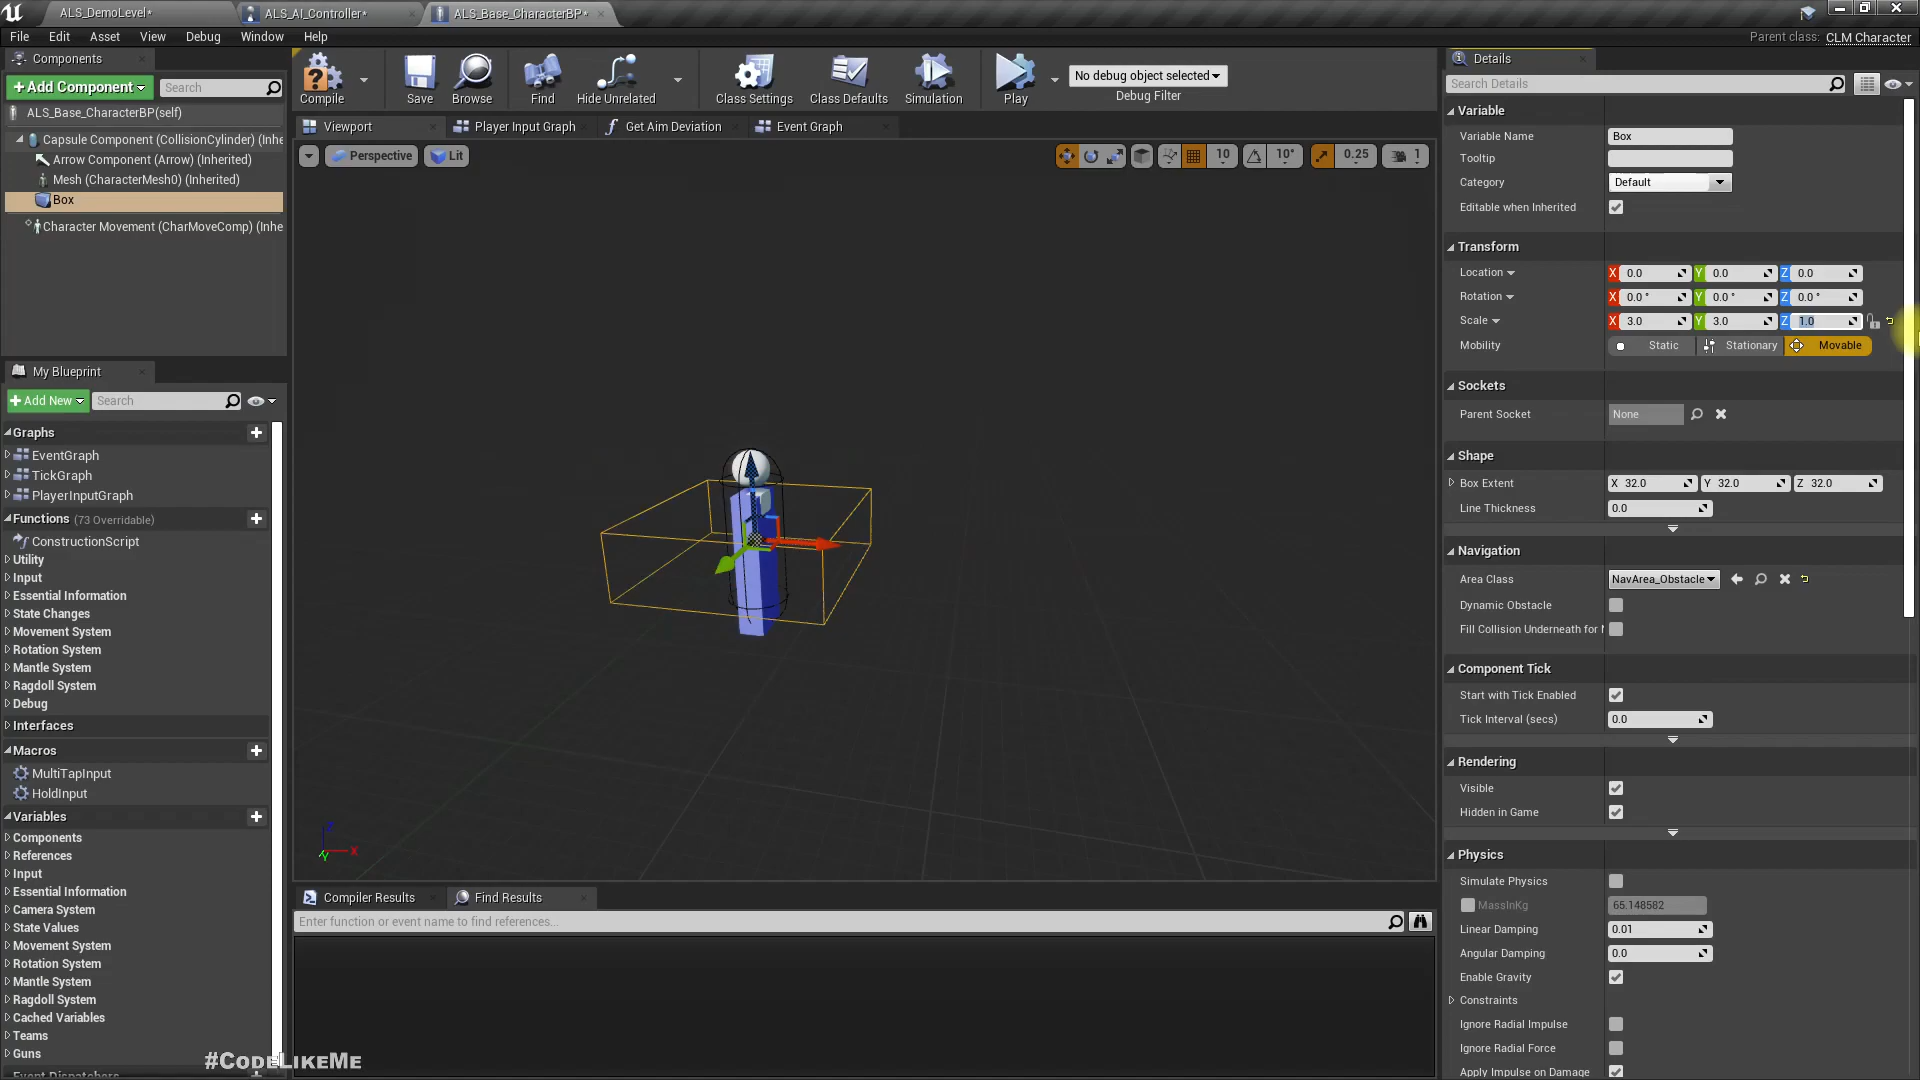 ALS_DemoLevel*
ALS_AI_Controller*
ALS_Base_CharacterBP*
File Edit Asset View Debug Window Help
Parent class: CLM Character
Components
+Add Component
Search
ALS_Base_CharacterBP(self)
Capsule Component (CollisionCylinder) (Inhe
Arrow Component (Arrow) (Inherited)
Mesh (CharacterMesh0) (Inherited)
Box
Character Movement (CharMoveComp) (Inhe
My Blueprint
+Add New
Search
Graphs
EventGraph
TickGraph
PlayerInputGraph
Functions (73 Overridable)
ConstructionScript
Utility
Input
Essential Information
State Changes
Movement System
Rotation System
Mantle System
Ragdoll System
Debug
Interfaces
Macros
MultiTapInput
HoldInput
Variables
Components
References
Input
Essential Information
Camera System
State Values
Movement System
Rotation System
Mantle System
Ragdoll System
Cached Variables
Teams
Guns
Event Dispatchers
#CodeLikeMe
Compile
Save
Browse
Find
Hide Unrelated
Class Settings
Class Defaults
Simulation
Play
No debug object selected
Debug Filter
Viewport
Player Input Graph
Get Aim Deviation
Event Graph
Perspective
Lit
10
10°
0.25
1
Z
X
Y
Compiler Results
Find Results
Enter function or event name to find references...
Details
Search Details
Variable
Variable Name Box
Tooltip
Category Default
Editable when Inherited
Transform
Location X 0.0 Y 0.0 Z 0.0
Rotation X 0.0 ° Y 0.0 ° Z 0.0 °
Scale X 3.0 Y 3.0 Z 1.0
Mobility Static Stationary Movable
Sockets
Parent Socket None
Shape
Box Extent X 32.0 Y 32.0 Z 32.0
Line Thickness 0.0
Navigation
Area Class NavArea_Obstacle
Dynamic Obstacle
Fill Collision Underneath for
Component Tick
Start with Tick Enabled
Tick Interval (secs) 0.0
Rendering
Visible
Hidden in Game
Physics
Simulate Physics
MassInKg 65.148582
Linear Damping 0.01
Angular Damping 0.0
Enable Gravity
Constraints
Ignore Radial Impulse
Ignore Radial Force
Apply Impulse on Damage